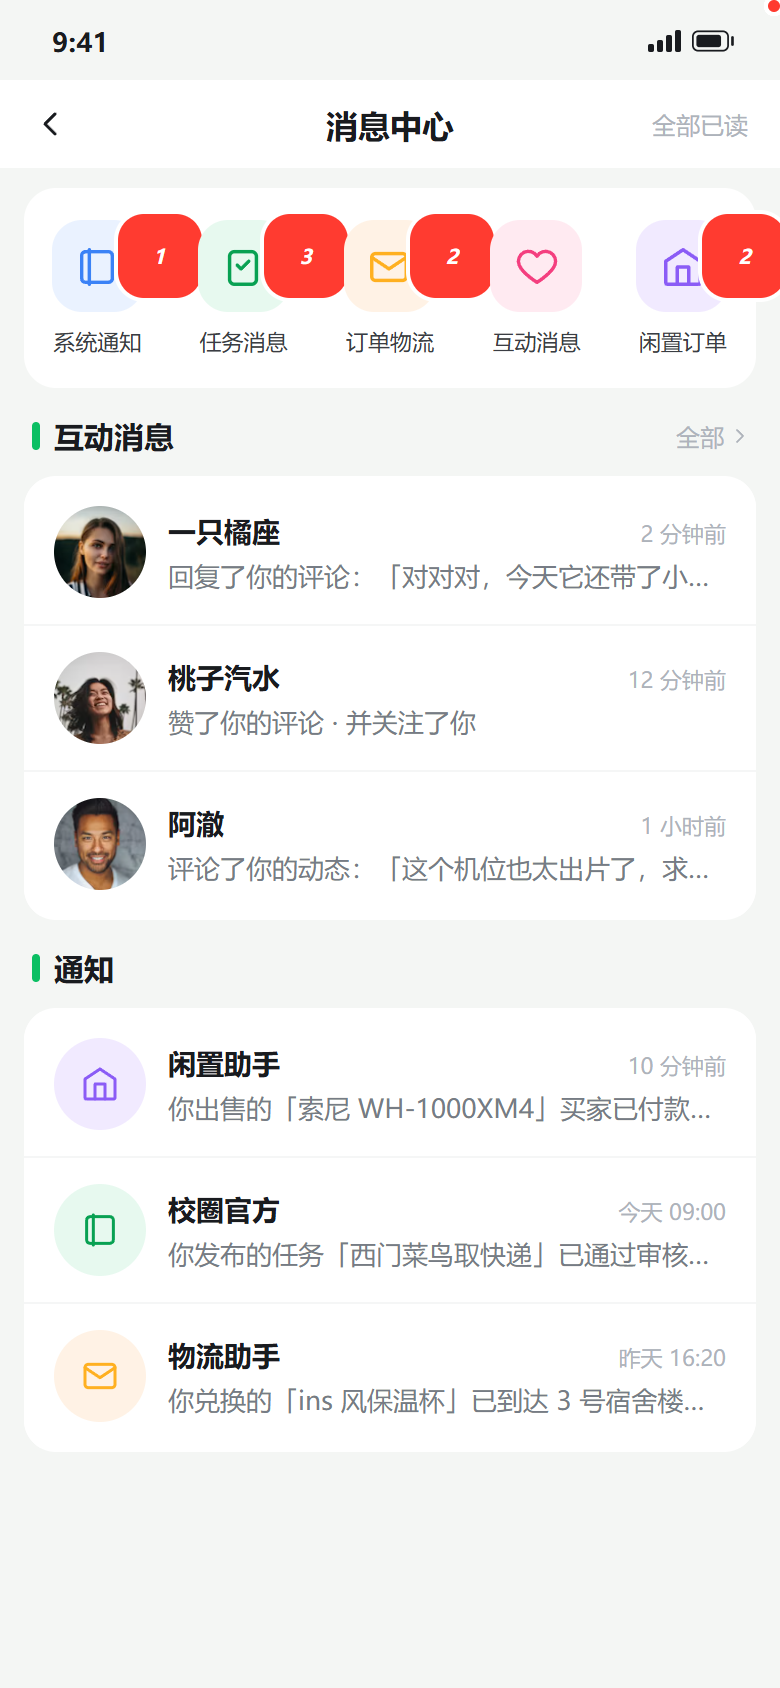 9:41
消息中心
全部已读
1
3
2
2
系统通知
任务消息
订单物流
互动消息
闲置订单
互动消息
全部
一只橘座
2 分钟前
回复了你的评论：「对对对，今天它还带了小...
桃子汽水
12 分钟前
赞了你的评论 · 并关注了你
阿澈
1 小时前
评论了你的动态：「这个机位也太出片了，求...
通知
闲置助手
10 分钟前
你出售的「索尼 WH-1000XM4」买家已付款...
校圈官方
今天 09:00
你发布的任务「西门菜鸟取快递」已通过审核...
物流助手
昨天 16:20
你兑换的「ins 风保温杯」已到达 3 号宿舍楼...